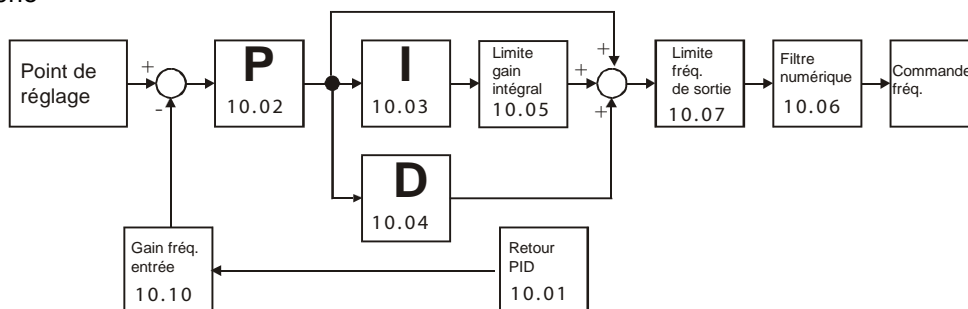 Point de
réglage
+
-
P
10.02
I
10.03
Limite
gain
intégral
10.05
D
10.04
+
+
+
Limite
fréq.
de sortie
10.07
Filtre
numérique
10.06
Commande
fréq.
Gain fréq.
entrée
10.10
Retour
PID
10.01